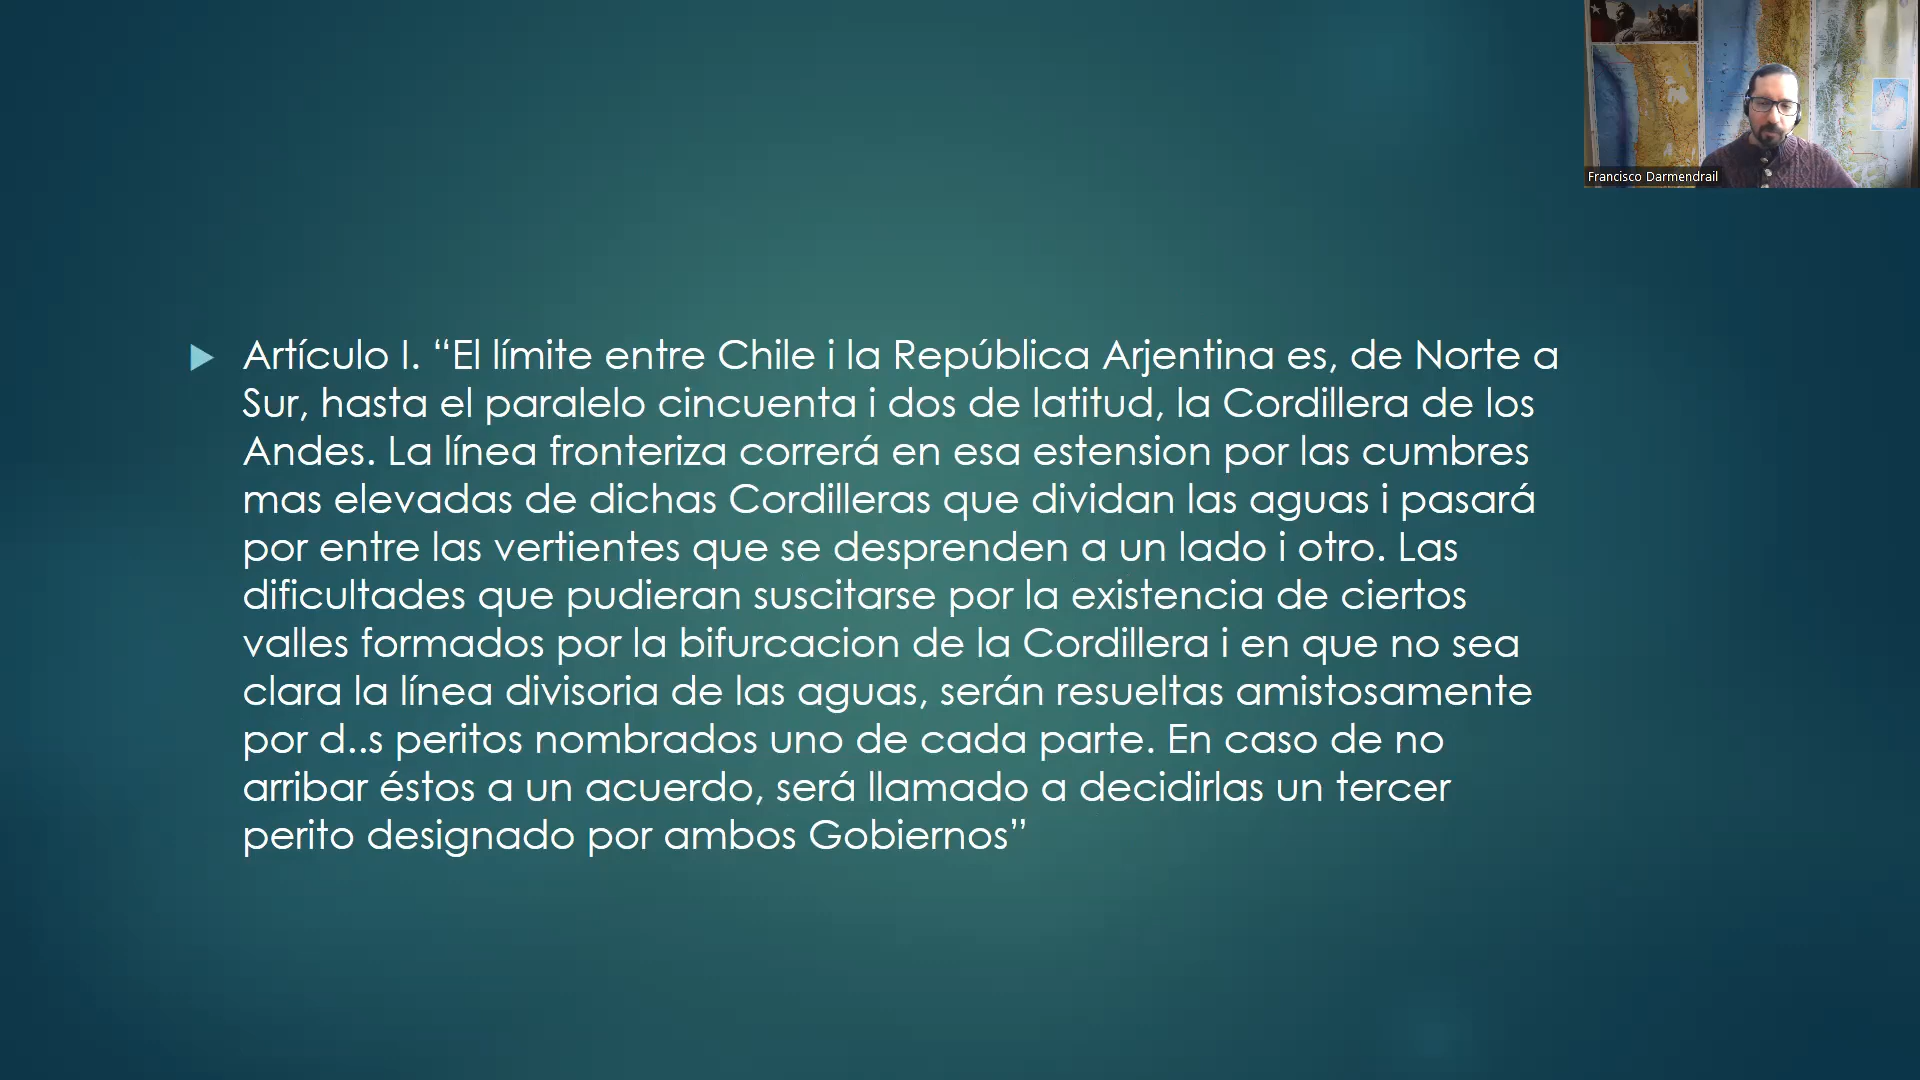 Francisco Darmendrail
Artículo I. “El límite entre Chile i la República Arjentina es, de Norte a
Sur, hasta el paralelo cincuenta i dos de latitud, la Cordillera de los
Andes. La línea fronteriza correrá en esa estension por las cumbres
mas elevadas de dichas Cordilleras que dividan las aguas i pasará
por entre las vertientes que se desprenden a un lado i otro. Las
dificultades que pudieran suscitarse por la existencia de ciertos
valles formados por la bifurcacion de la Cordillera i en que no sea
clara la línea divisoria de las aguas, serán resueltas amistosamente
por d..s peritos nombrados uno de cada parte. En caso de no
arribar éstos a un acuerdo, será llamado a decidirlas un tercer
perito designado por ambos Gobiernos”